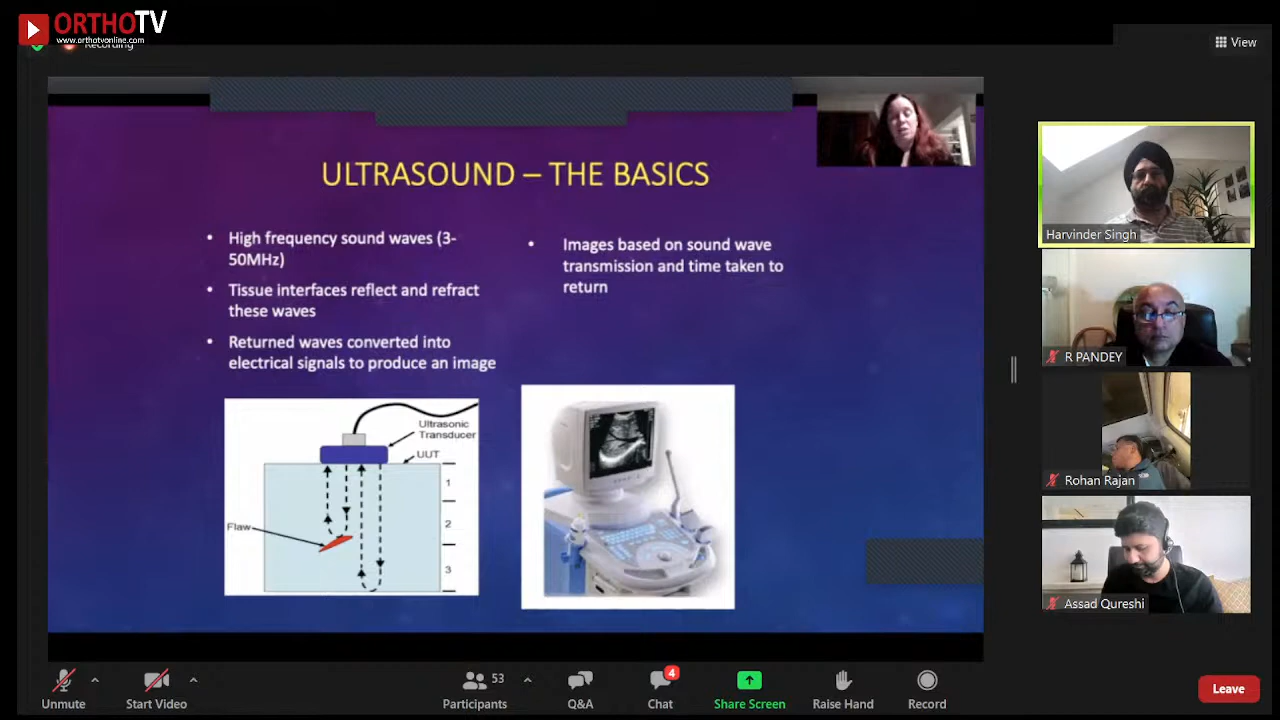 ORTHOTV
www.orthotvonline.com
Recording
View
ULTRASOUND – THE BASICS
• High frequency sound waves (3-
50MHz)
• Tissue interfaces reflect and refract
these waves
• Returned waves converted into
electrical signals to produce an image
• Images based on sound wave
transmission and time taken to
return
Ultrasonic
Transducer
UUT
1
Flaw
2
3
Harvinder Singh
R PANDEY
Rohan Rajan
Assad Qureshi
Unmute
Start Video
53
Participants
Q&A
4
Chat
Share Screen
Raise Hand
Record
Leave